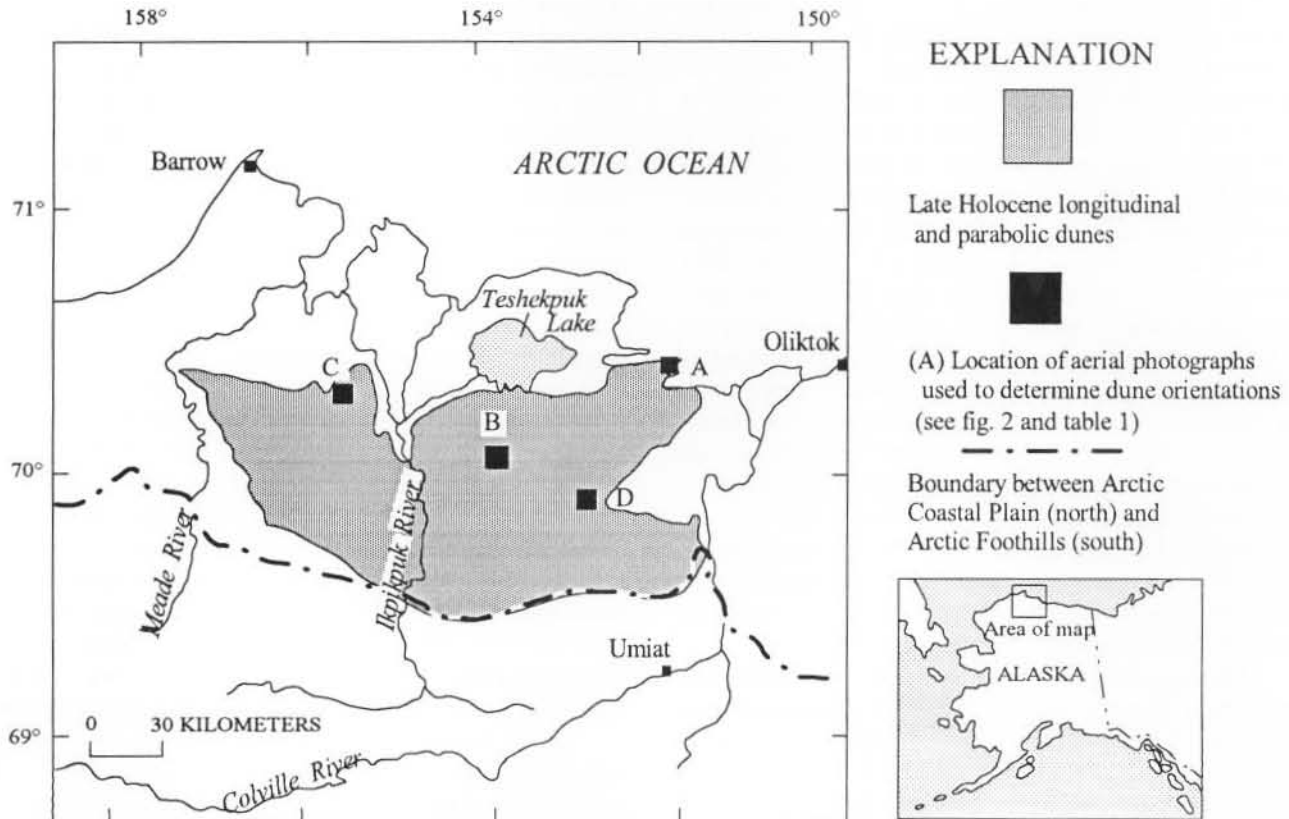 158°
154°
150°
71°
70°
69°
Barrow
ARCTIC OCEAN
Teshekpuk
Lake
Oliktok
A
B
C
D
Meade River
Ikpikpuk River
Umiat
0 30 KILOMETERS
Colville River
EXPLANATION
Late Holocene longitudinal
and parabolic dunes
(A) Location of aerial photographs
used to determine dune orientations
(see fig. 2 and table 1)
Boundary between Arctic
Coastal Plain (north) and
Arctic Foothills (south)
Area of map
ALASKA